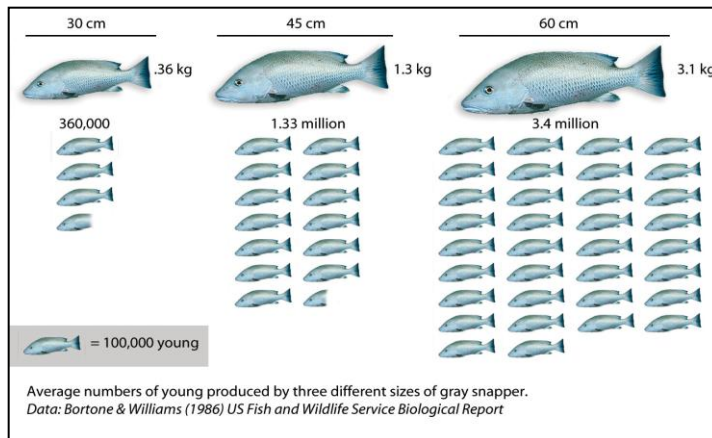 30 cm
45 cm
60 cm
.36 kg
1.3 kg
3.1 kg
360,000
1.33 million
3.4 million
= 100,000 young
Average numbers of young produced by three different sizes of gray snapper.
Data: Bortone & Williams (1986) US Fish and Wildlife Service Biological Report